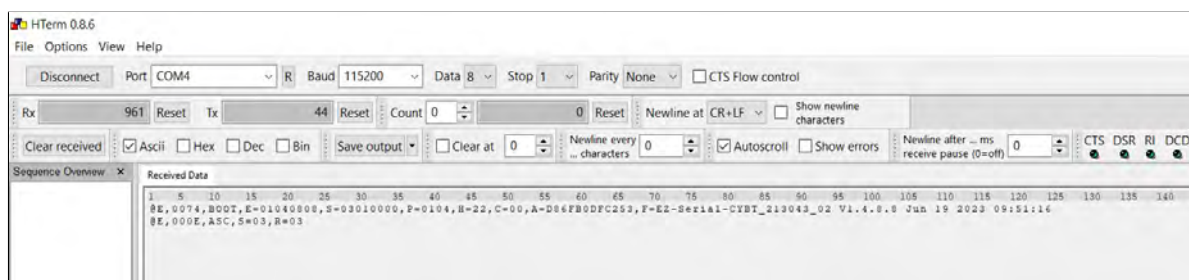 HTerm 0.8.6
File Options View Help
Disconnect Port COM4 R Baud 115200 Data 8 Stop 1 Parity None CTS Flow control
Rx 961 Reset Tx 44 Reset Count 0 0 Reset Newline at CR+LF Show newline characters
Clear received Ascii Hex Dec Bin Save output Clear at 0 Newline every ... characters 0 Autoscroll Show errors Newline after ... ms receive pause (0=off) 0 CTS DSR RI DCD
Sequence Overview × Received Data
1 5 10 15 20 25 30 35 40 45 50 55 60 65 70 75 80 85 90 95 100 105 110 115 120 125 130 135 140
@E,0074,BOOT,E=01040808,S=03010000,P=0104,H=22,C=00,A=D86FB0DFC253,F=EZ-Serial-CYBT_213043_02 V1.4.8.8 Jun 19 2023 09:51:16
@E,000E,ASC,S=03,R=03